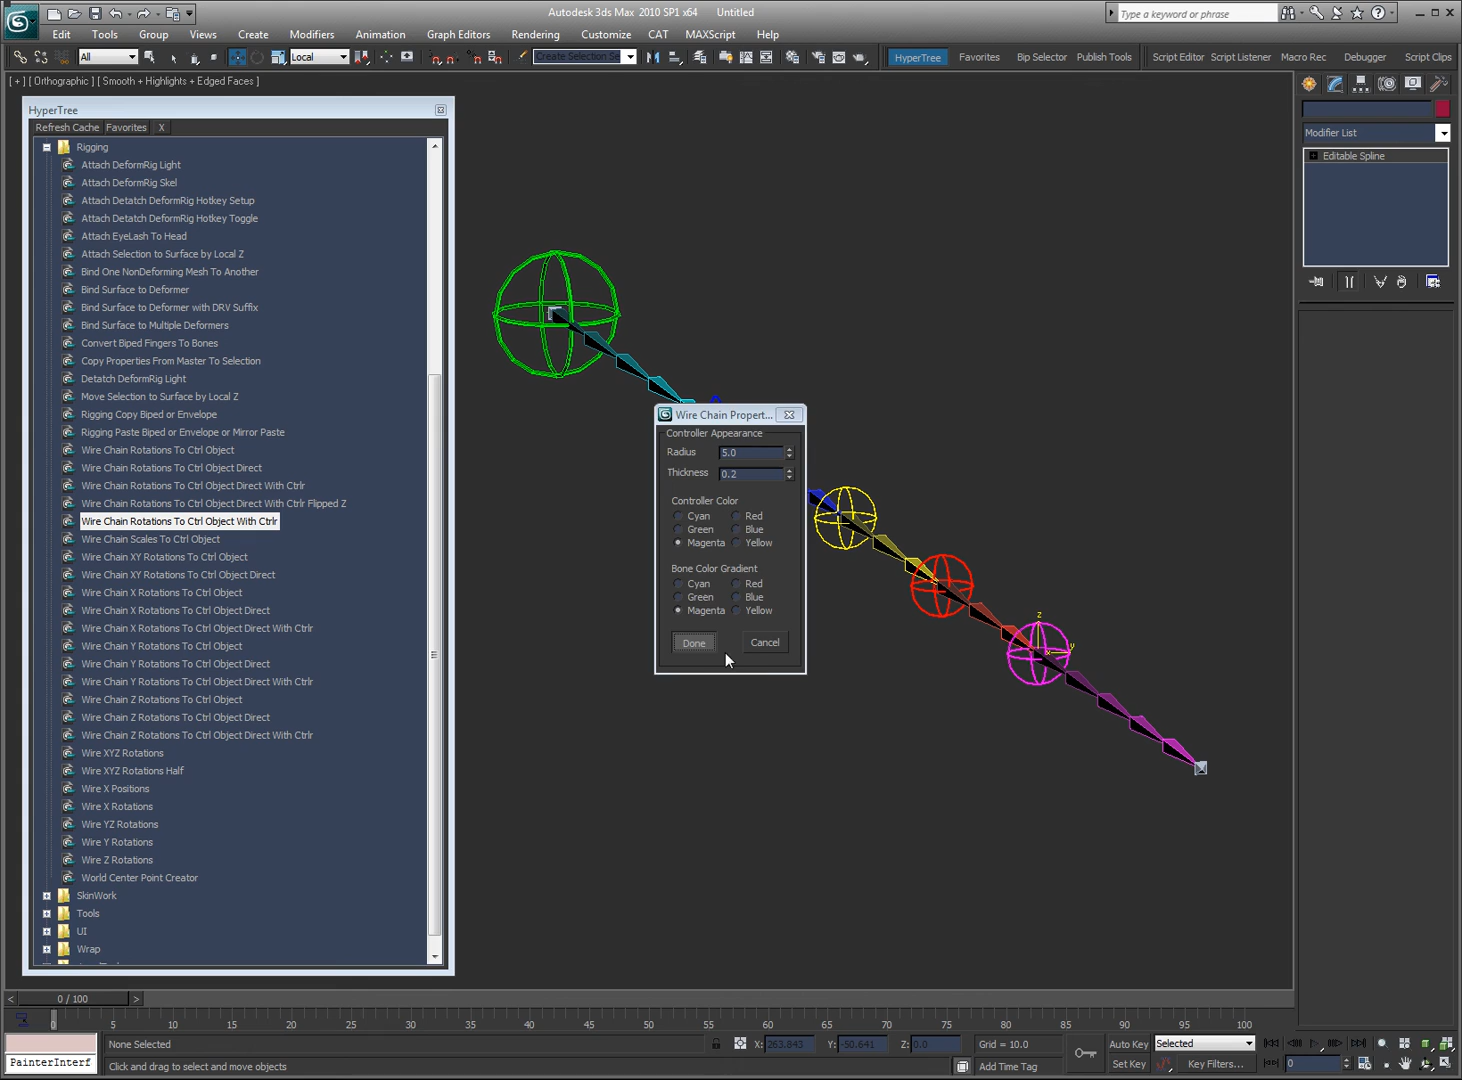 Autodesk 3ds Max 2010 SP1 x64 Untitled
Type a keyword or phrase
Edit Tools Group Views Create Modifiers Animation Graph Editors Rendering Customize CAT MAXScript Help
All Local Create Selection Se HyperTree Favorites Bip Selector Publish Tools Script Editor Script Listener Macro Rec Debugger Script Clips
[ + ] [ Orthographic ] [ Smooth + Highlights + Edged Faces ]
HyperTree
Refresh Cache Favorites X
Rigging
Attach DeformRig Light
Attach DeformRig Skel
Attach Detatch DeformRig Hotkey Setup
Attach Detatch DeformRig Hotkey Toggle
Attach EyeLash To Head
Attach Selection to Surface by Local Z
Bind One NonDeforming Mesh To Another
Bind Surface to Deformer
Bind Surface to Deformer with DRV Suffix
Bind Surface to Multiple Deformers
Convert Biped Fingers To Bones
Copy Properties From Master To Selection
Detatch DeformRig Light
Move Selection to Surface by Local Z
Rigging Copy Biped or Envelope
Rigging Paste Biped or Envelope or Mirror Paste
Wire Chain Rotations To Ctrl Object
Wire Chain Rotations To Ctrl Object Direct
Wire Chain Rotations To Ctrl Object Direct With Ctrlr
Wire Chain Rotations To Ctrl Object Direct With Ctrlr Flipped Z
Wire Chain Rotations To Ctrl Object With Ctrlr
Wire Chain Scales To Ctrl Object
Wire Chain XY Rotations To Ctrl Object
Wire Chain XY Rotations To Ctrl Object Direct
Wire Chain X Rotations To Ctrl Object
Wire Chain X Rotations To Ctrl Object Direct
Wire Chain X Rotations To Ctrl Object Direct With Ctrlr
Wire Chain Y Rotations To Ctrl Object
Wire Chain Y Rotations To Ctrl Object Direct
Wire Chain Y Rotations To Ctrl Object Direct With Ctrlr
Wire Chain Z Rotations To Ctrl Object
Wire Chain Z Rotations To Ctrl Object Direct
Wire Chain Z Rotations To Ctrl Object Direct With Ctrlr
Wire XYZ Rotations
Wire XYZ Rotations Half
Wire X Positions
Wire X Rotations
Wire YZ Rotations
Wire Y Rotations
Wire Z Rotations
World Center Point Creator
SkinWork
Tools
UI
Wrap
Wire Chain Propert...
Controller Appearance
Radius 5.0
Thickness 0.2
Controller Color
Cyan Red
Green Blue
Magenta Yellow
Bone Color Gradient
Cyan Red
Green Blue
Magenta Yellow
Done Cancel
z
x y
Modifier List
Editable Spline
< 0 / 100 >
0 5 10 15 20 25 30 35 40 45 50 55 60 65 70 75 80 85 90 95 100
None Selected X: 263.843 Y: -50.641 Z: 0.0 Grid = 10.0 Auto Key Selected
PainterInterf Click and drag to select and move objects Add Time Tag Set Key Key Filters... 0